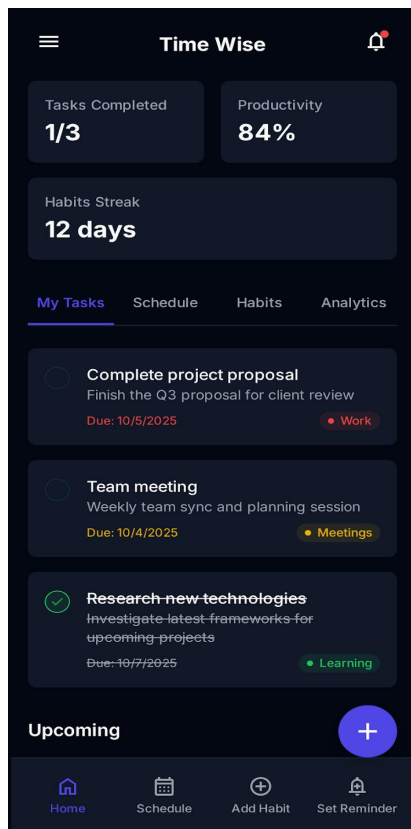 Time Wise
Tasks Completed
1/3
Productivity
84%
Habits Streak
12 days
My Tasks
Schedule
Habits
Analytics
Complete project proposal
Finish the Q3 proposal for client review
Due: 10/5/2025
Work
Team meeting
Weekly team sync and planning session
Due: 10/4/2025
Meetings
Research new technologies
Investigate latest frameworks for
upcoming projects
Due: 10/7/2025
Learning
Upcoming
Home
Schedule
Add Habit
Set Reminder